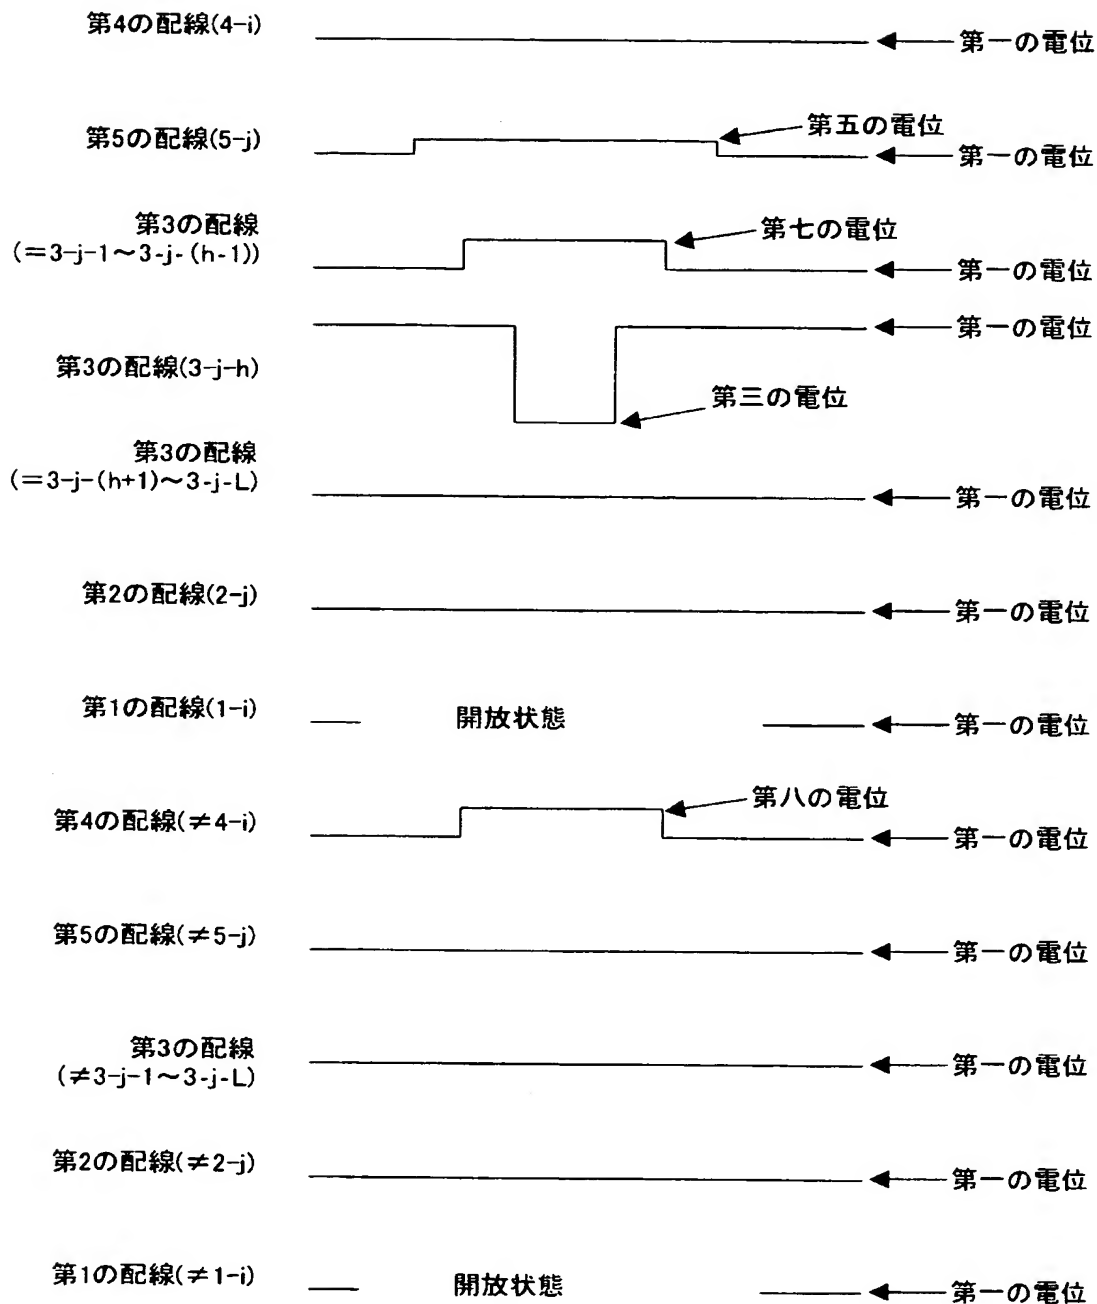 第4の配線(4-i)
第一の電位
第5の配線(5-j)
第五の電位
第一の電位
第3の配線
(=3-j-1～3-j-(h-1))
第七の電位
第一の電位
第一の電位
第3の配線(3-j-h)
第三の電位
第3の配線
(=3-j-(h+1)～3-j-L)
第一の電位
第2の配線(2-j)
第一の電位
第1の配線(1-i)
開放状態
第一の電位
第4の配線(≠4-i)
第八の電位
第一の電位
第5の配線(≠5-j)
第一の電位
第3の配線
(≠3-j-1～3-j-L)
第一の電位
第2の配線(≠2-j)
第一の電位
第1の配線(≠1-i)
開放状態
第一の電位